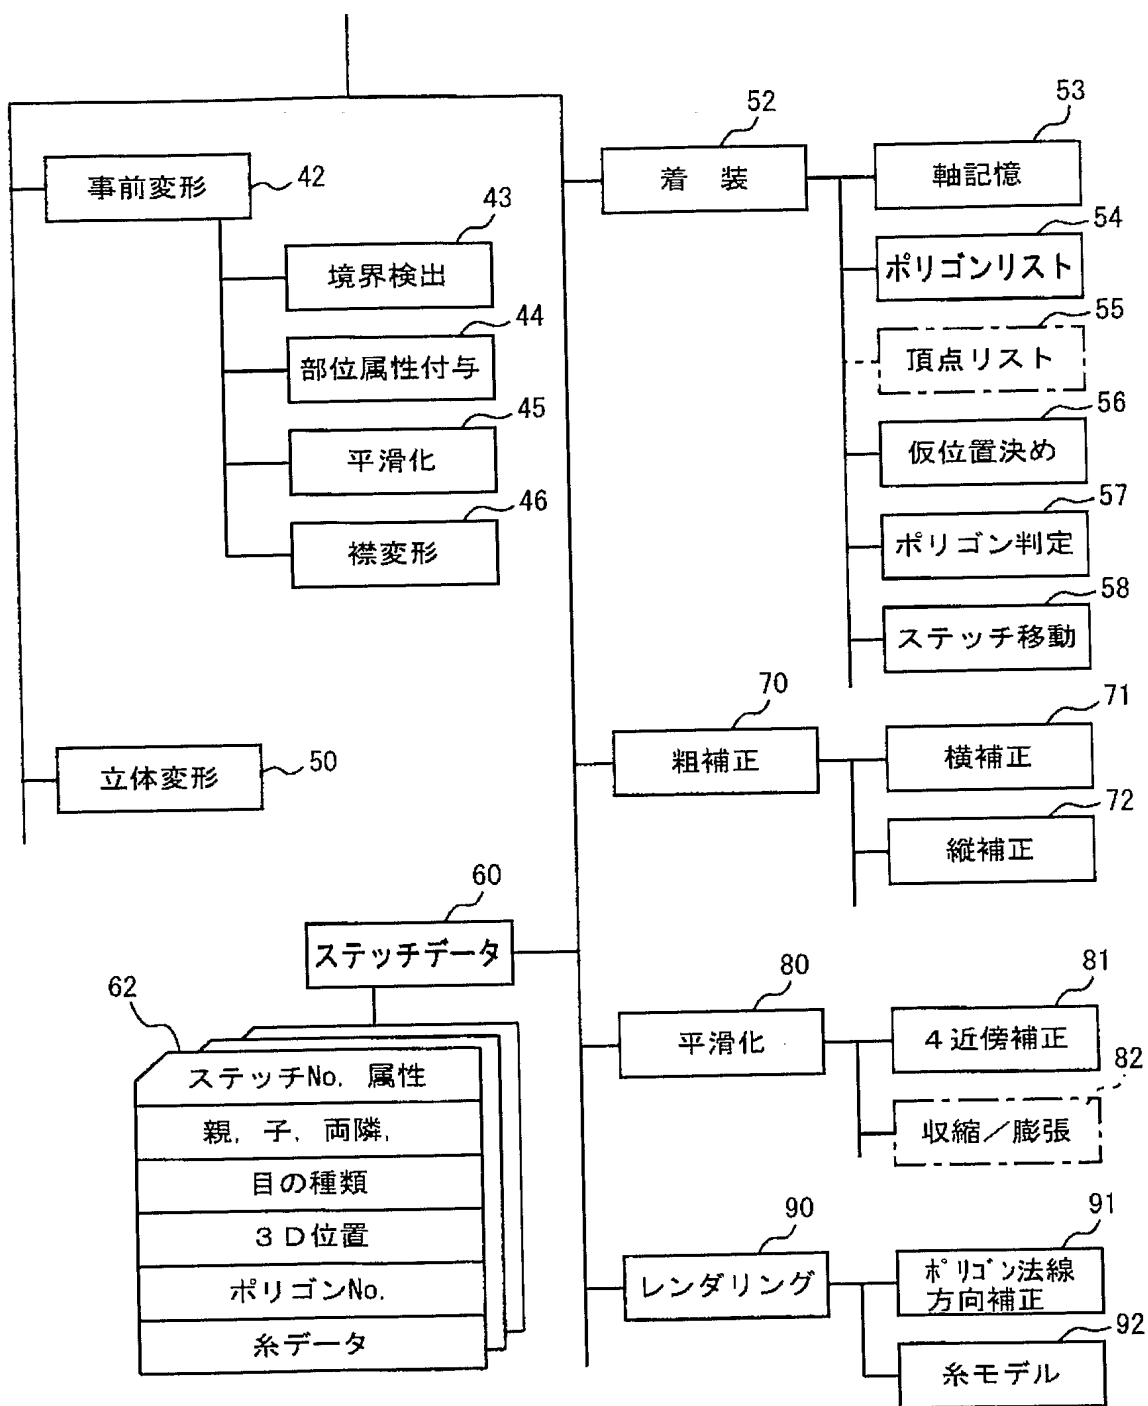 事前変形
42
43
境界検出
44
部位属性付与
45
平滑化
46
襟変形
立体変形
50
60
ステッチデータ
62
ステッチNo. 属性
親, 子, 両隣,
目の種類
3D位置
ポリゴンNo.
糸データ
52
着 装
53
軸記憶
54
ポリゴンリスト
55
頂点リスト
56
仮位置決め
57
ポリゴン判定
58
ステッチ移動
70
粗補正
71
横補正
72
縦補正
80
平滑化
81
4近傍補正
82
収縮/膨張
90
レンダリング
91
ポリゴン法線
方向補正
92
糸モデル